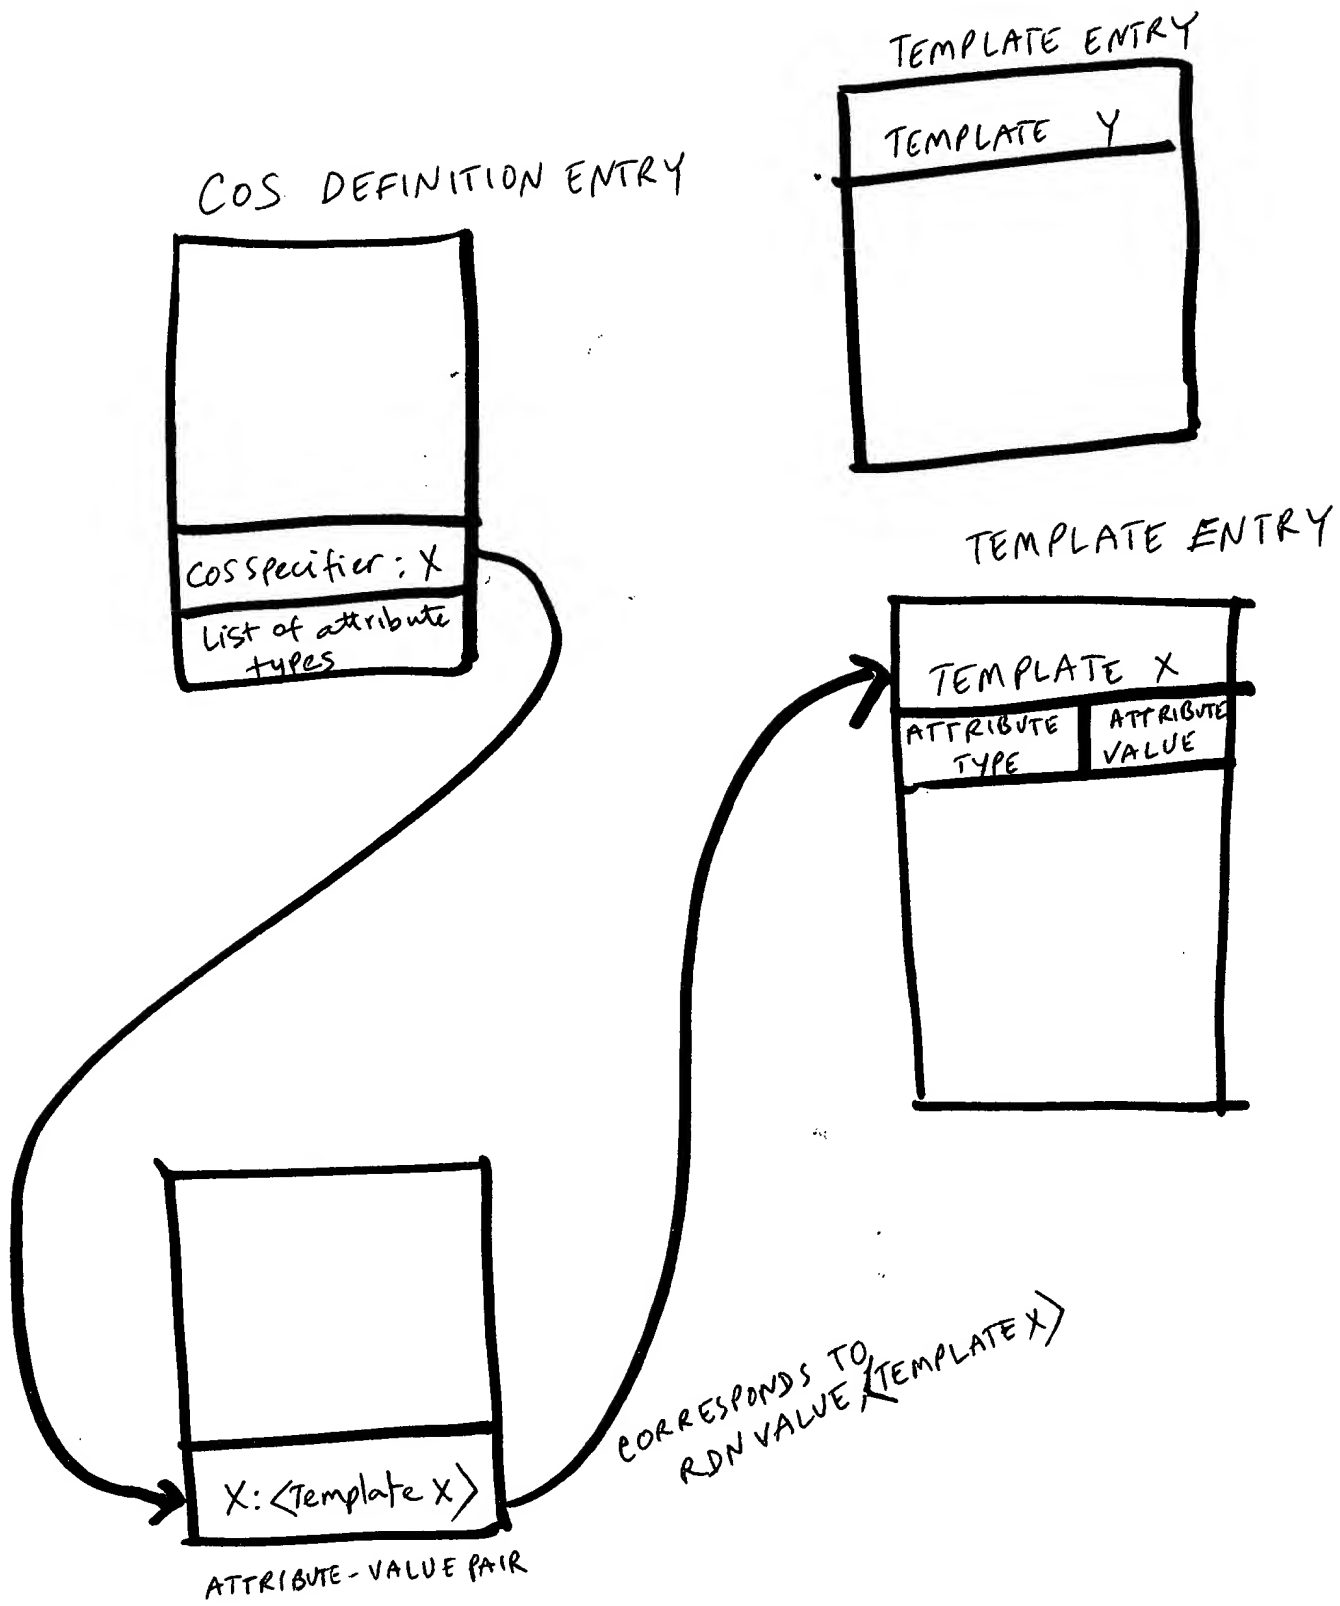 TEMPLATE ENTRY
TEMPLATE Y
COS DEFINITION ENTRY
COSSpecifier: X
List of attribute
types
TEMPLATE ENTRY
TEMPLATE X
ATTRIBUTE
TYPE
ATTRIBUTE
VALUE
CORRESPONDS TO
RDN VALUE <TEMPLATE X>
X: <Template X>
ATTRIBUTE-VALUE PAIR